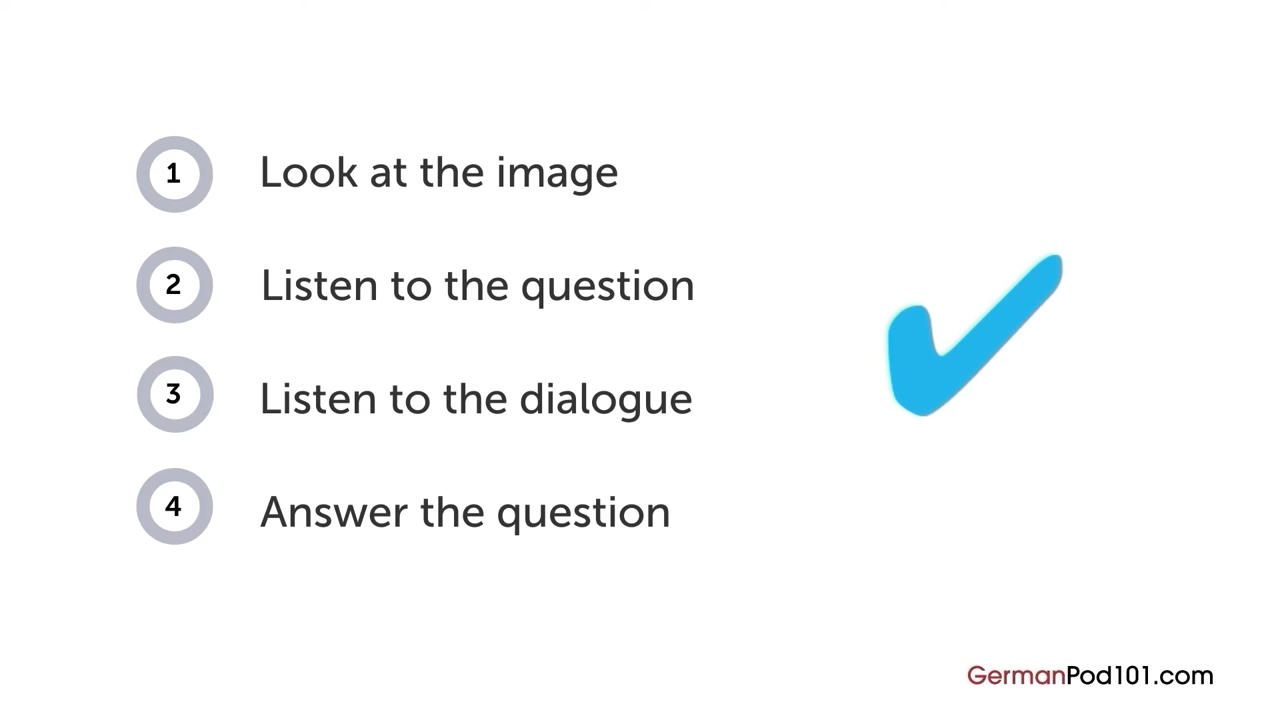 1 Look at the image
2 Listen to the question
3 Listen to the dialogue
4 Answer the question
GermanPod101.com